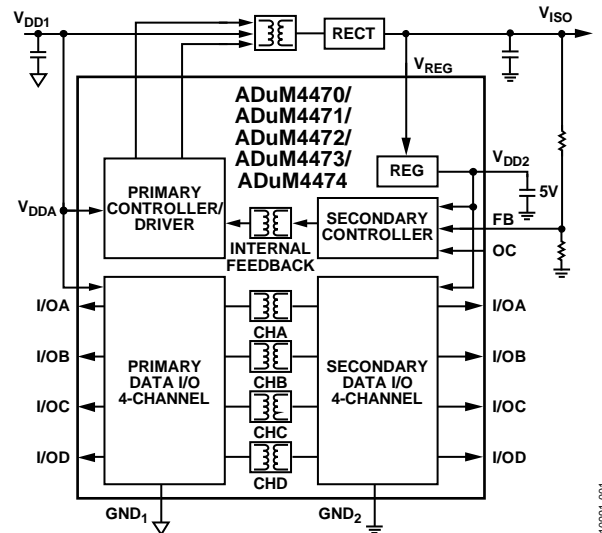 VDD1
RECT
VISO
VREG
ADuM4470/
ADuM4471/
ADuM4472/
ADuM4473/
ADuM4474
REG
VDD2
5V
VDDA
PRIMARY
CONTROLLER/
DRIVER
INTERNAL
FEEDBACK
SECONDARY
CONTROLLER
FB
OC
I/OA
I/OB
I/OC
I/OD
PRIMARY
DATA I/O
4-CHANNEL
CHA
CHB
CHC
CHD
SECONDARY
DATA I/O
4-CHANNEL
I/OA
I/OB
I/OC
I/OD
GND1
GND2